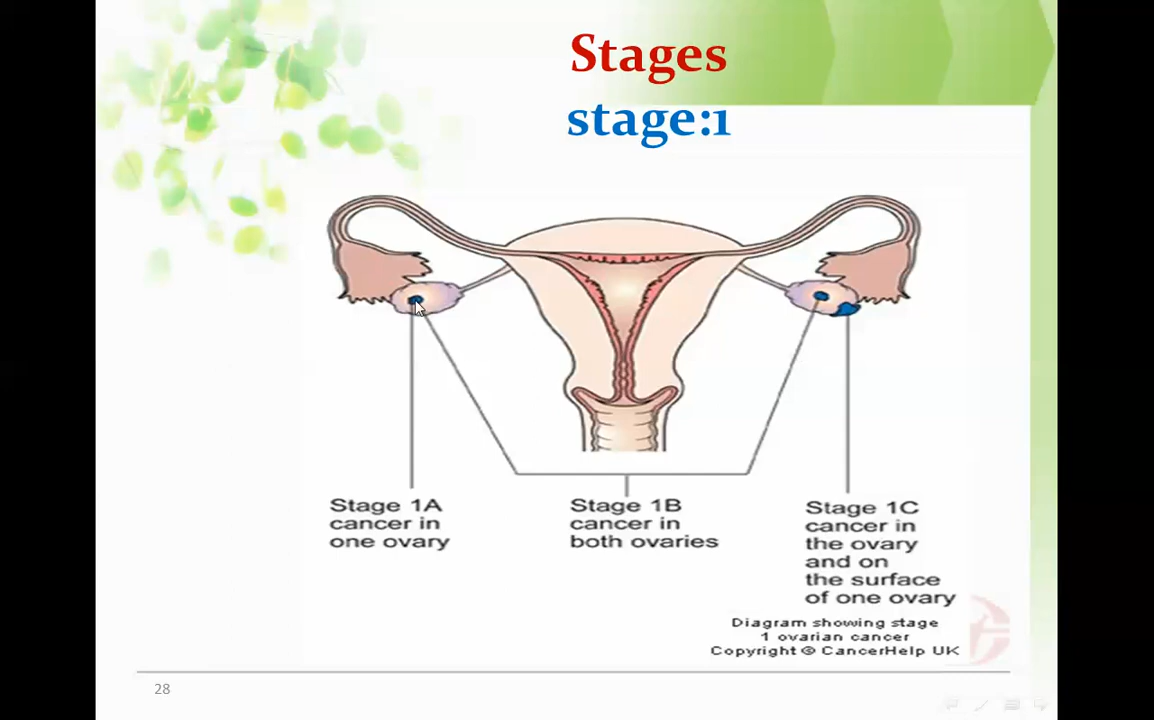 Stages
stage:1
Stage 1A
cancer in
one ovary
Stage 1B
cancer in
both ovaries
Stage 1C
cancer in
the ovary
and on
the surface
of one ovary
Diagram showing stage
1 ovarian cancer
Copyright © CancerHelp UK
28